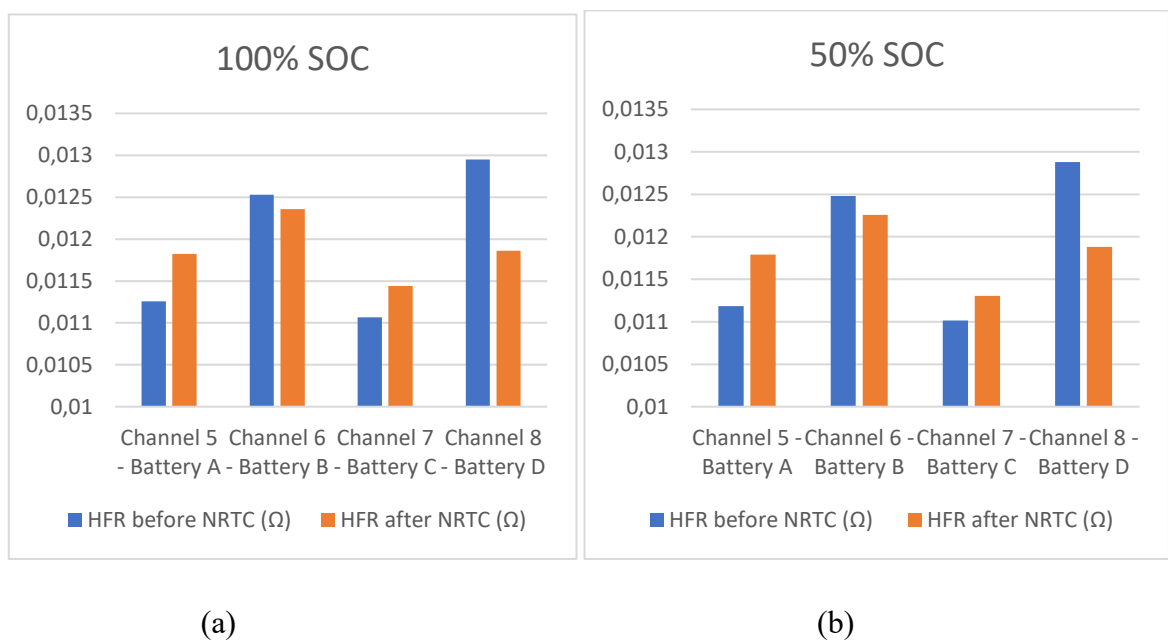 100% SOC
0,0135
0,013
0,0125
0,012
0,0115
0,011
0,0105
0,01
Channel 5 Channel 6 Channel 7 Channel 8
- Battery A - Battery B - Battery C - Battery D
HFR before NRTC (Ω) HFR after NRTC (Ω)
(a)
50% SOC
0,0135
0,013
0,0125
0,012
0,0115
0,011
0,0105
0,01
Channel 5 - Channel 6 - Channel 7 - Channel 8 -
Battery A Battery B Battery C Battery D
HFR before NRTC (Ω) HFR after NRTC (Ω)
(b)